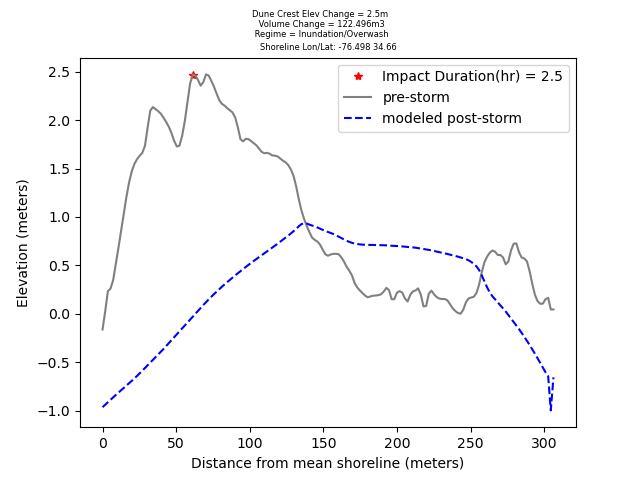 Dune Crest Elev Change = 2.5m
Volume Change = 122.496m3
Regime = Inundation/Overwash
Shoreline Lon/Lat: -76.498 34.66
Impact Duration(hr) = 2.5
pre-storm
modeled post-storm
Elevation (meters)
2.5
2.0
1.5
1.0
0.5
0.0
−0.5
−1.0
0 50 100 150 200 250 300
Distance from mean shoreline (meters)